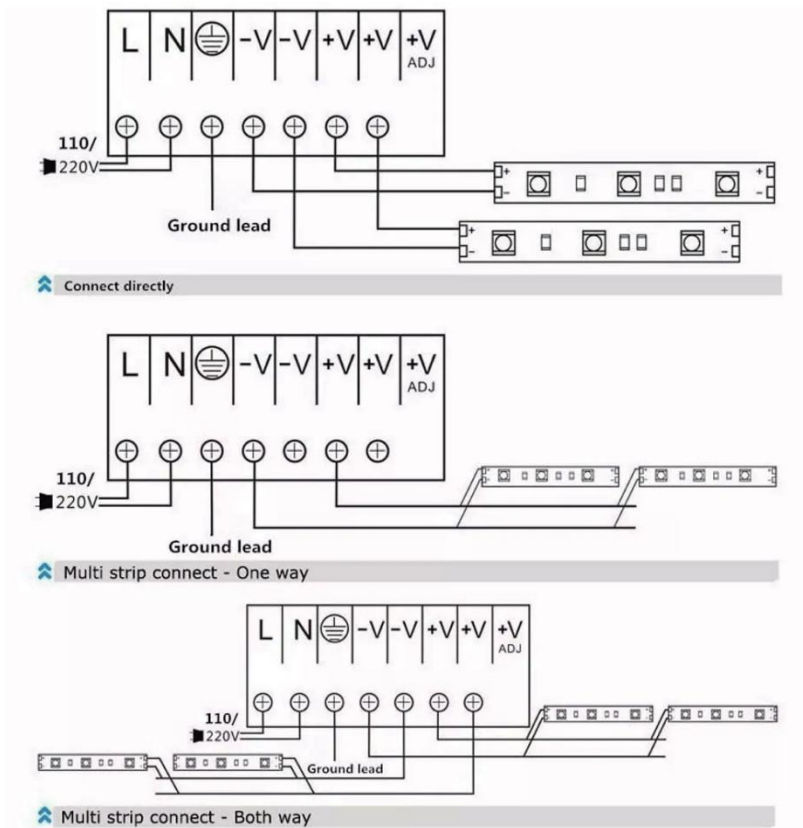 L N -V -V +V +V +V
ADJ
110/
220V
+ +
- -
Ground lead
+ +
- -
Connect directly
L N -V -V +V +V +V
ADJ
110/
220V
Ground lead
Multi strip connect - One way
L N -V -V +V +V +V
ADJ
110/
220V
Ground lead
Multi strip connect - Both way